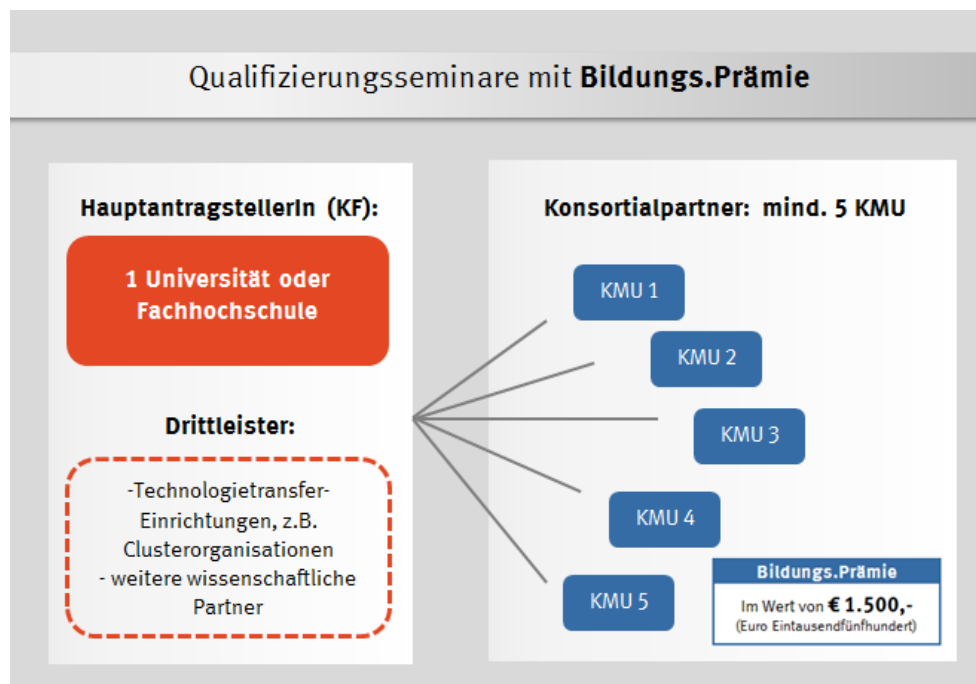 Qualifizierungsseminare mit Bildungs.Prämie
HauptantragstellerIn (KF):
1 Universität oder
Fachhochschule
Drittleister:
-Technologietransfer-
Einrichtungen, z.B.
Clusterorganisationen
- weitere wissenschaftliche
Partner
Konsortialpartner: mind. 5 KMU
KMU 1
KMU 2
KMU 3
KMU 4
KMU 5
Bildungs.Prämie
Im Wert von € 1.500,-
(Euro Eintausendfünfhundert)